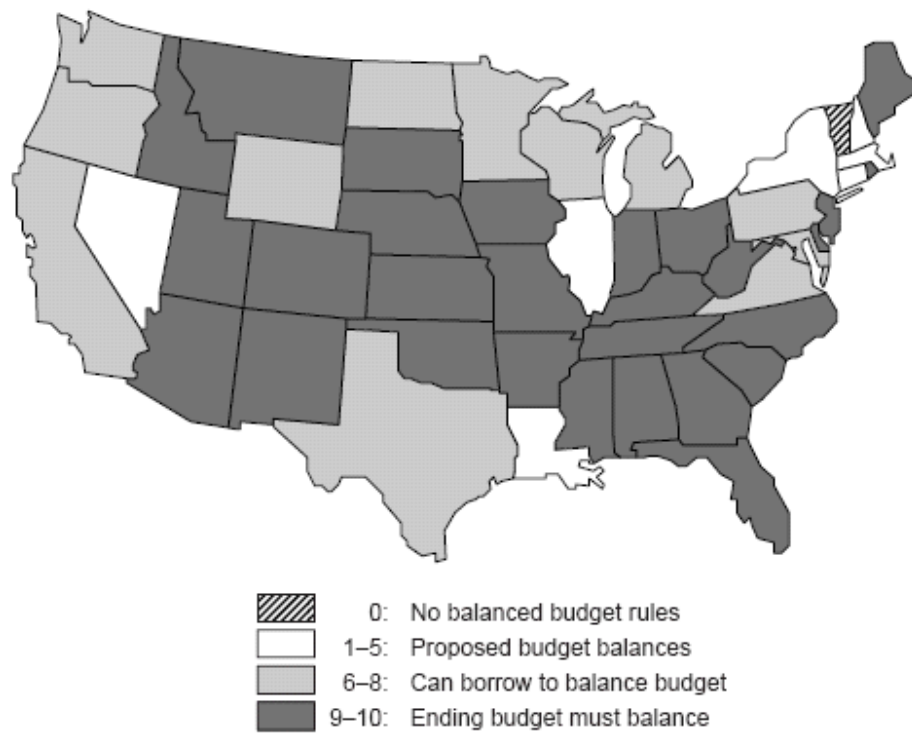 0: No balanced budget rules
1–5: Proposed budget balances
6–8: Can borrow to balance budget
9–10: Ending budget must balance